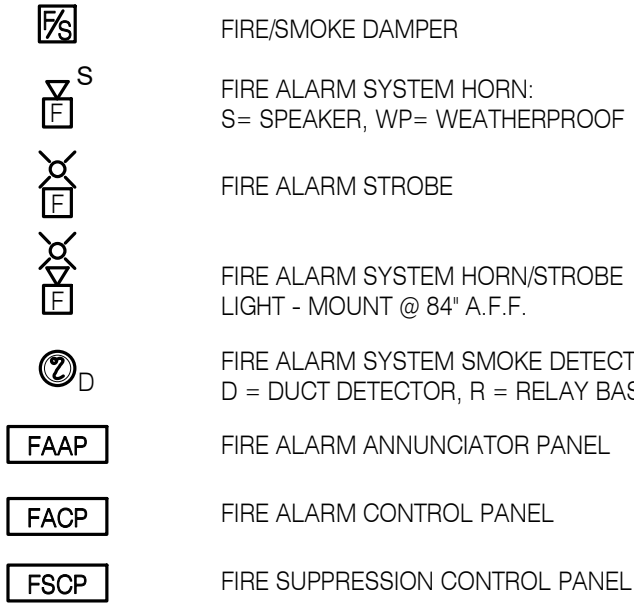 F/S FIRE/SMOKE DAMPER
S
F
FIRE ALARM SYSTEM HORN:
S= SPEAKER, WP= WEATHERPROOF
F FIRE ALARM STROBE
F
FIRE ALARM SYSTEM HORN/STROBE
LIGHT - MOUNT @ 84" A.F.F.
D
FIRE ALARM SYSTEM SMOKE
D = DUCT DETECTOR, R = RELAY
FAAP FIRE ALARM ANNUNCIATOR PANEL
FACP FIRE ALARM CONTROL PANEL
FSCP FIRE SUPPRESSION CONTROL PANEL